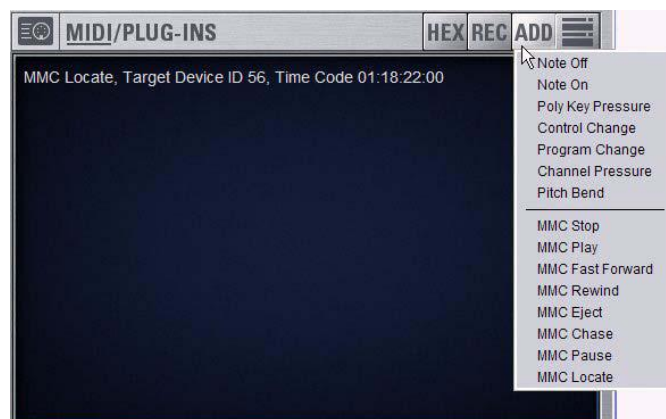 MIDI/PLUG-INS HEX REC ADD
MMC Locate, Target Device ID 56, Time Code 01:18:22:00
Note Off
Note On
Poly Key Pressure
Control Change
Program Change
Channel Pressure
Pitch Bend
MMC Stop
MMC Play
MMC Fast Forward
MMC Rewind
MMC Eject
MMC Chase
MMC Pause
MMC Locate